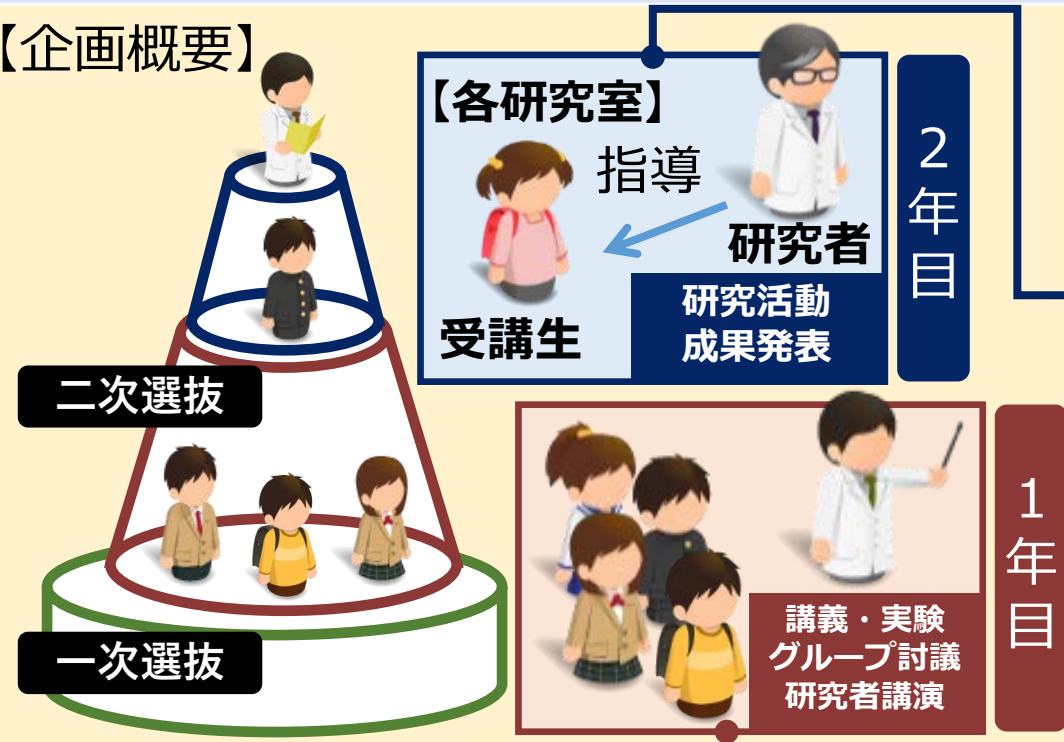 【企画概要】
【各研究室】
指導
研究者
受講生
研究活動
成果発表
2年目
二次選抜
一次選抜
講義・実験
グループ討議
研究者講演
1年目